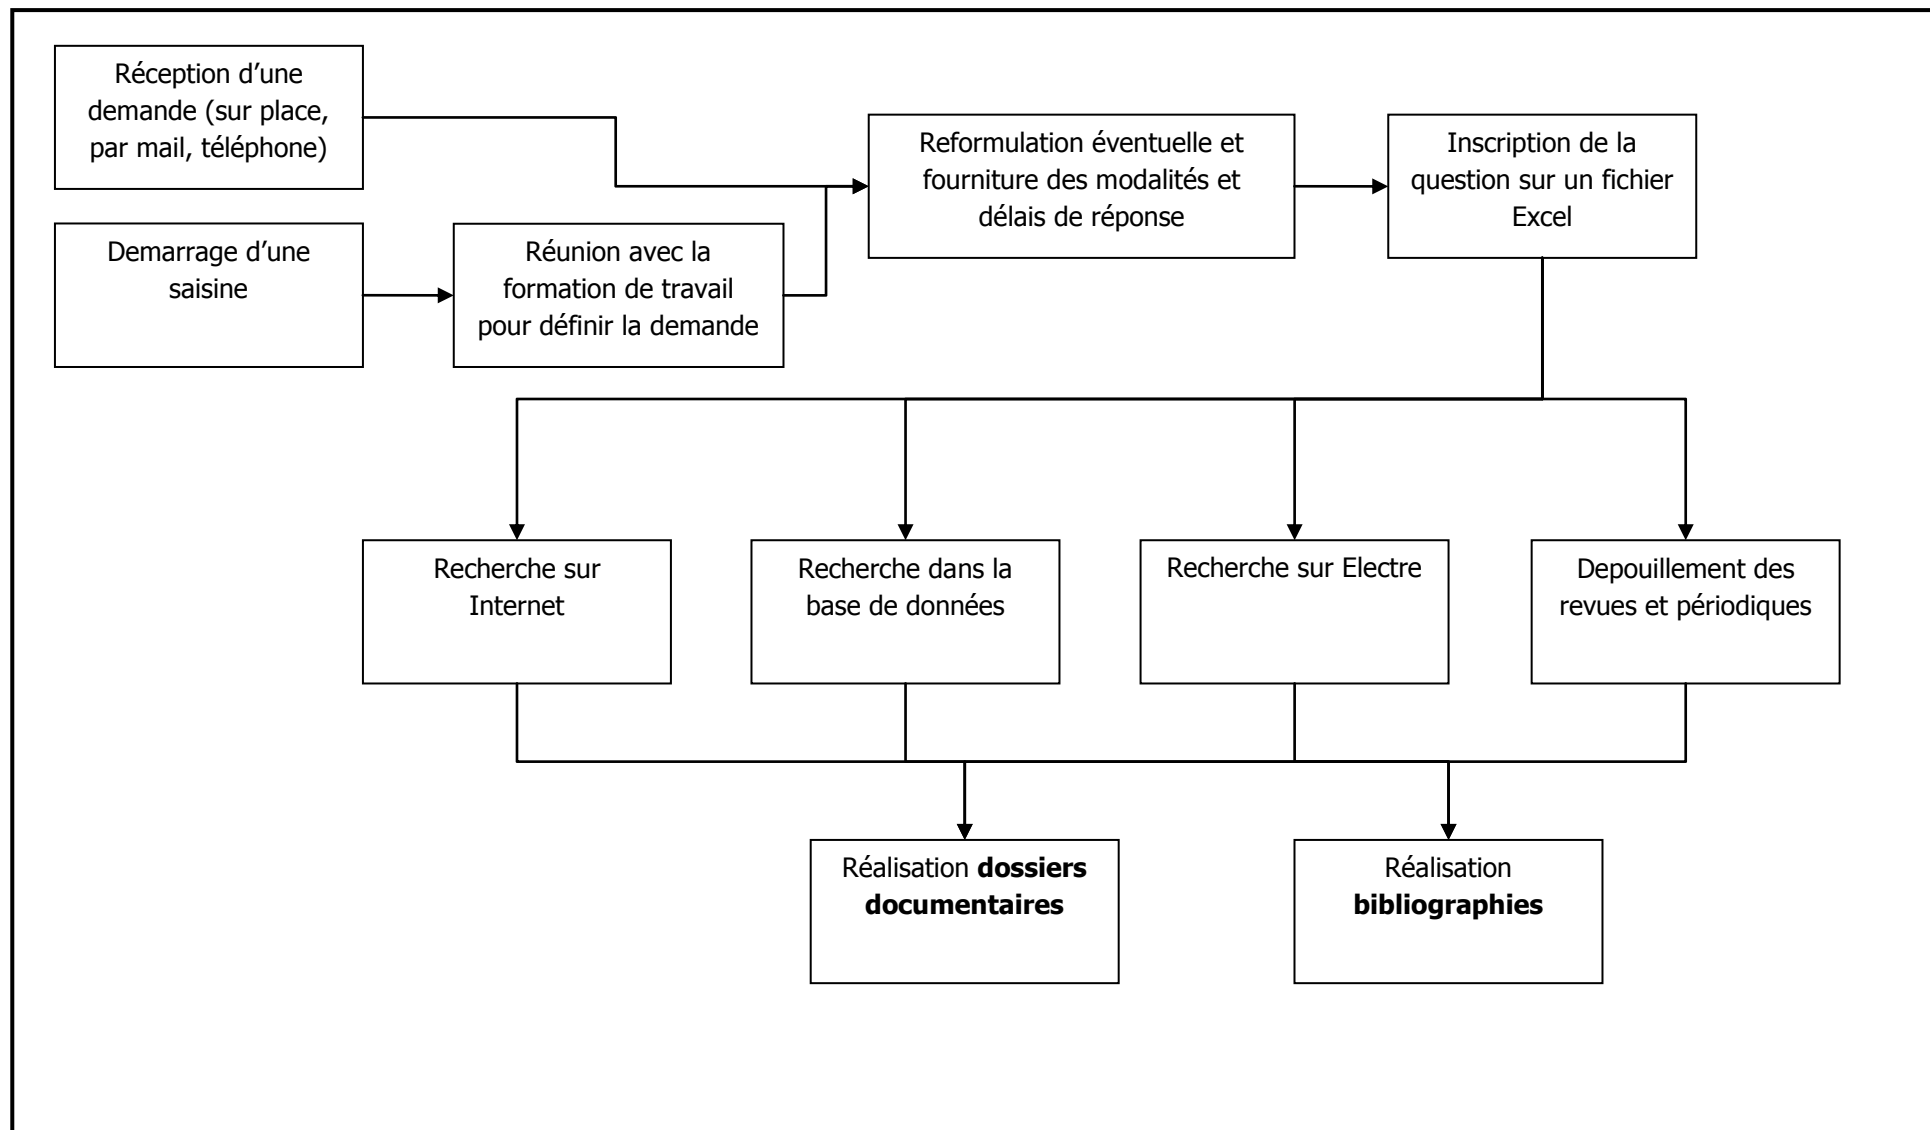 Réception d’une
demande (sur place,
par mail, téléphone)
Reformulation éventuelle et
fourniture des modalités et
délais de réponse
Inscription de la
question sur un fichier
Excel
Demarrage d’une
saisine
Réunion avec la
formation de travail
pour définir la demande
Recherche sur
Internet
Recherche dans la
base de données
Recherche sur Electre
Depouillement des
revues et périodiques
Réalisation dossiers
documentaires
Réalisation
bibliographies